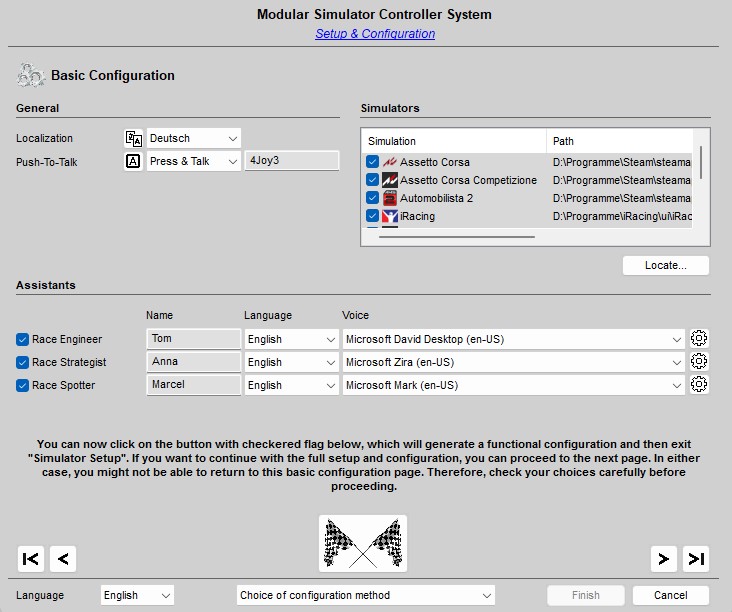 Modular Simulator Controller System
Setup & Configuration
Basic Configuration
General
Localization
Deutsch
Push-To-Talk
Press & Talk
4Joy3
Simulators
Simulation
Path
Assetto Corsa
D:\Programme\Steam\steama
Assetto Corsa Competizione
D:\Programme\Steam\steama
Automobilista 2
D:\Programme\Steam\steama
iRacing
D:\Programme\iRacing\ui\iRac
Locate...
Assistants
Name
Language
Voice
Race Engineer
Tom
English
Microsoft David Desktop (en-US)
Race Strategist
Anna
English
Microsoft Zira (en-US)
Race Spotter
Marcel
English
Microsoft Mark (en-US)
You can now click on the button with checkered flag below, which will generate a functional configuration and then exit
"Simulator Setup". If you want to continue with the full setup and configuration, you can proceed to the next page. In either
case, you might not be able to return to this basic configuration page. Therefore, check your choices carefully before
proceeding.
Language
English
Choice of configuration method
Finish
Cancel